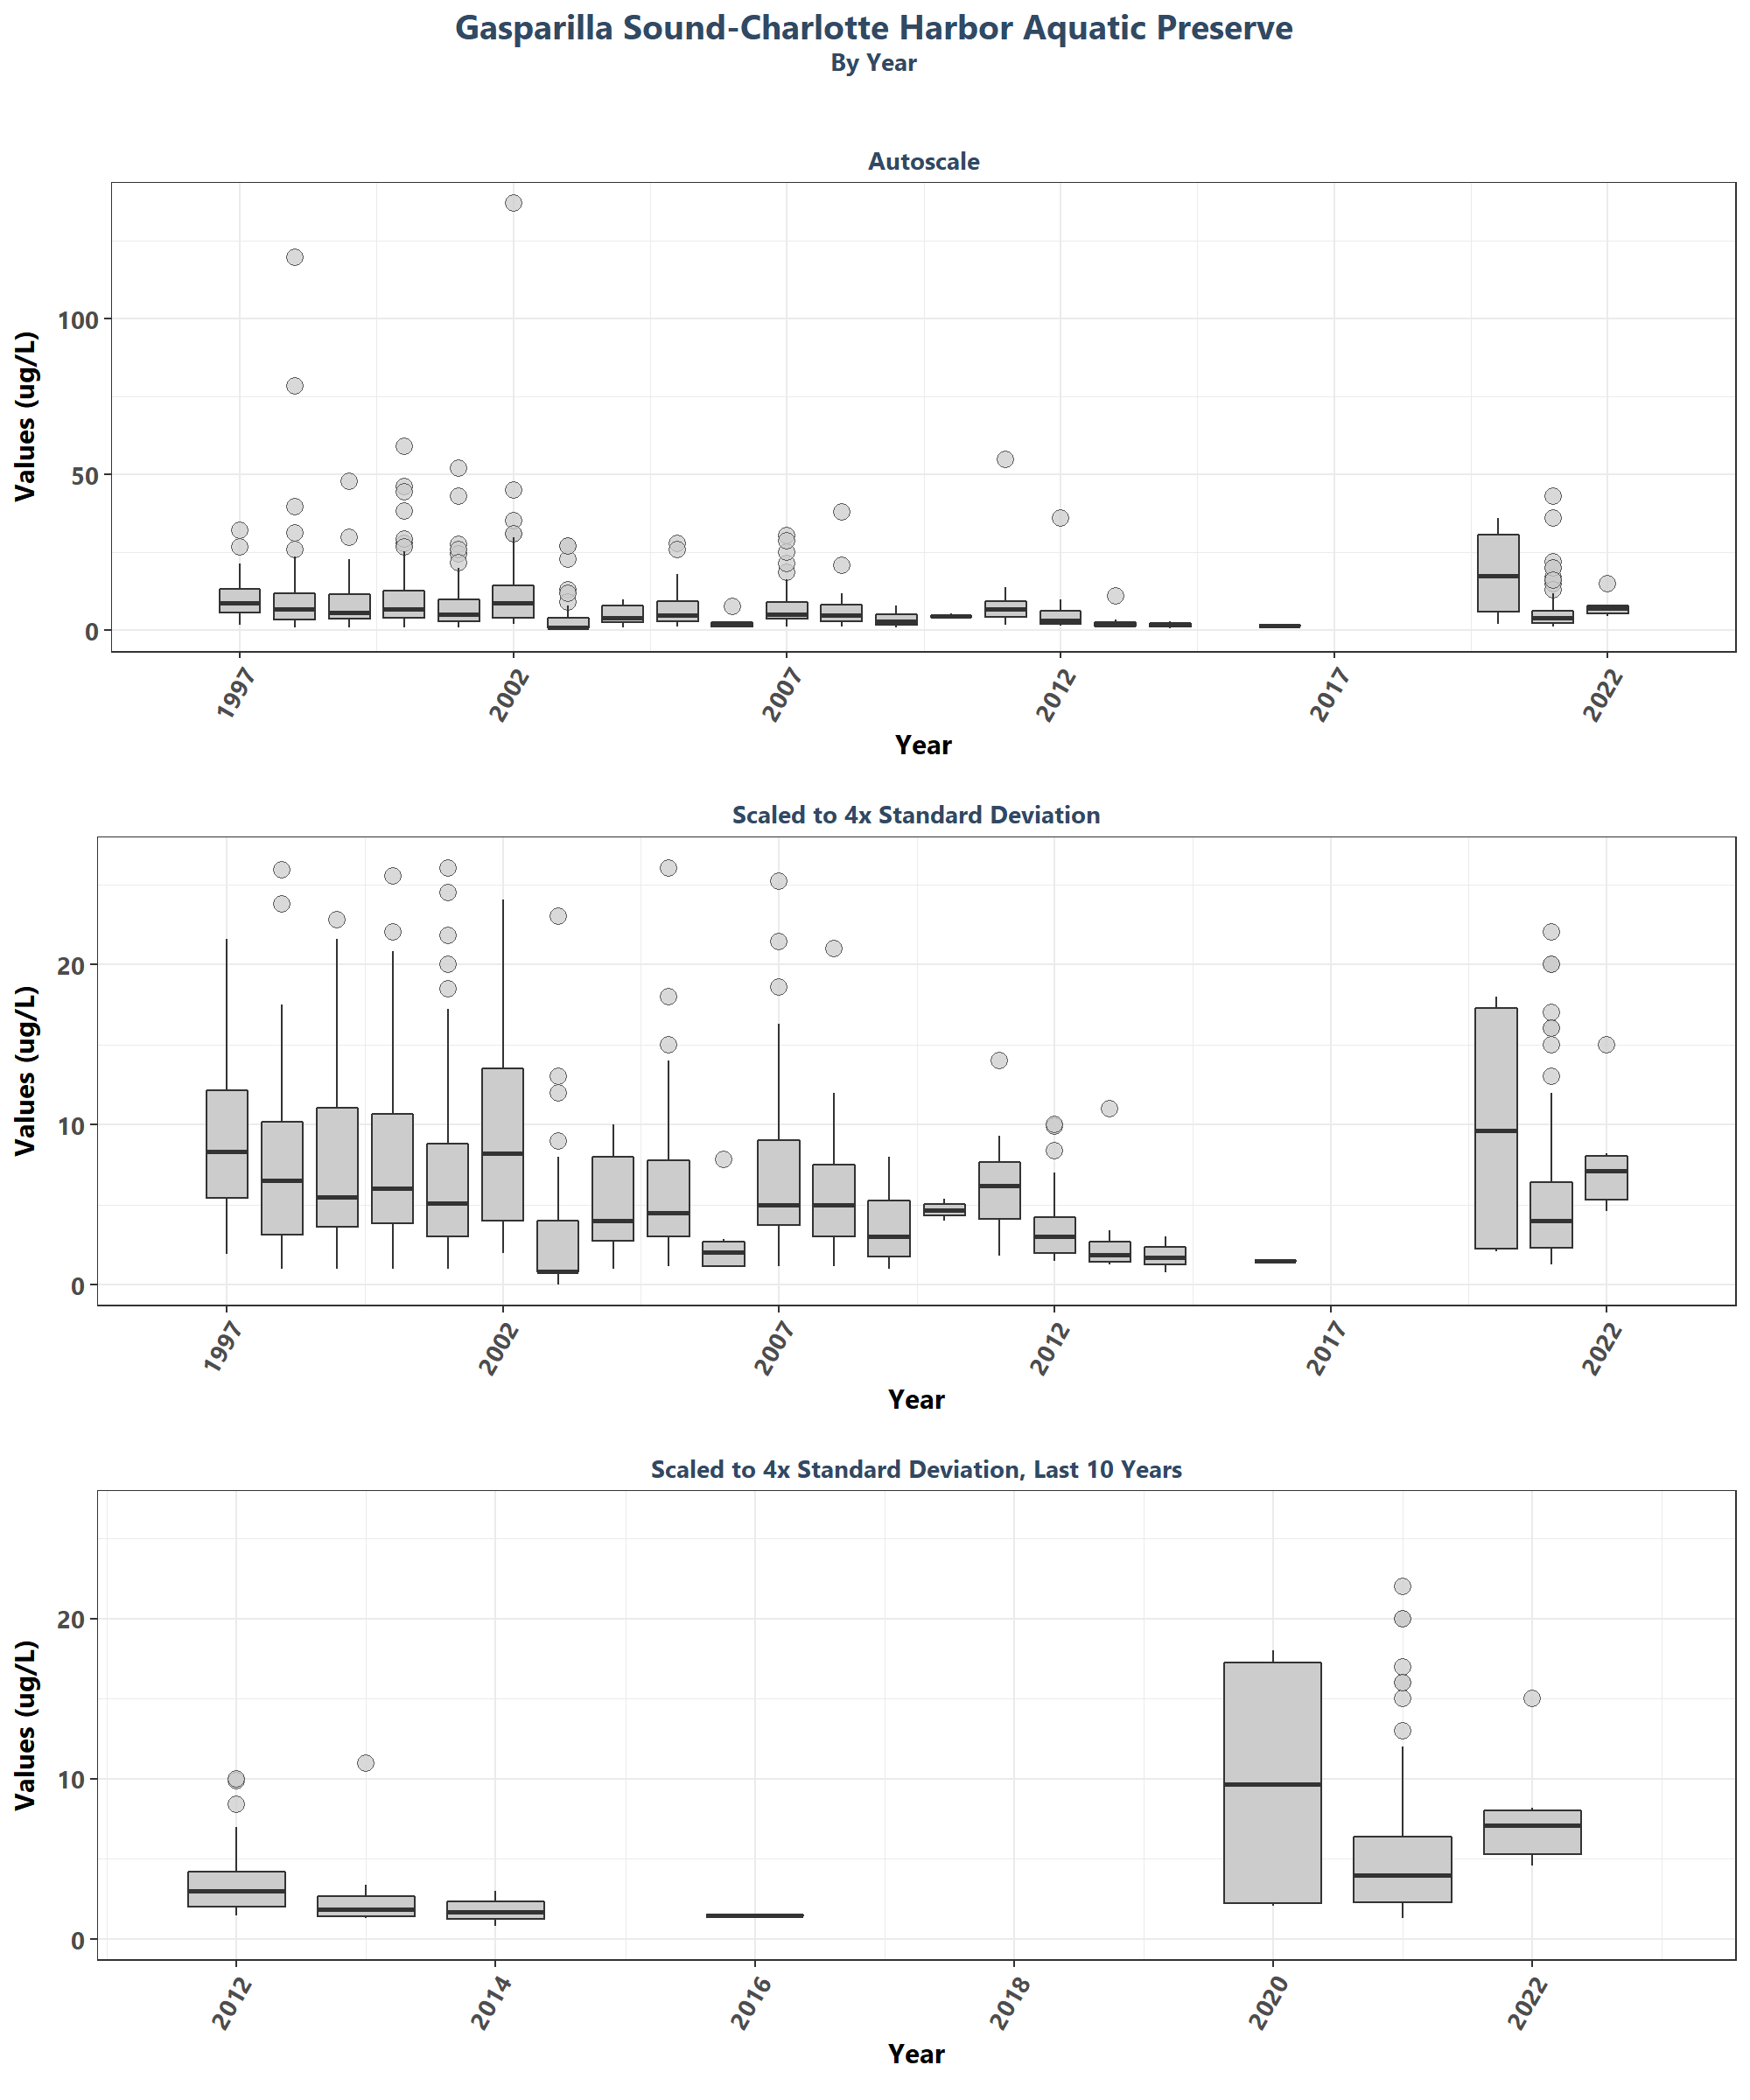 Gasparilla Sound-Charlotte Harbor Aquatic Preserve
By Year
Autoscale
Values (ug/L)
100
50
0
1997
2002
2007
2012
2017
2022
Year
Scaled to 4x Standard Deviation
Values (ug/L)
20
10
0
1997
2002
2007
2012
2017
2022
Year
Scaled to 4x Standard Deviation, Last 10 Years
Values (ug/L)
20
10
0
2012
2014
2016
2018
2020
2022
Year